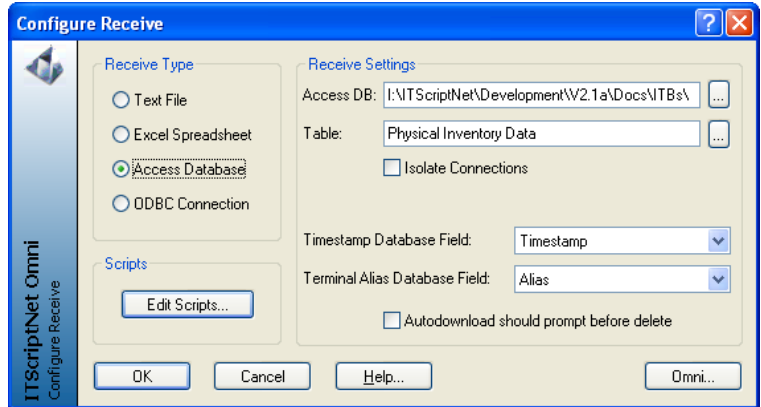 Configure Receive
Receive Type
Text File
Excel Spreadsheet
Access Database
ODBC Connection
Scripts
Edit Scripts...
Receive Settings
Access DB: I:\ITScriptNet\Development\V2.1a\Docs\ITBs\ ...
Table: Physical Inventory Data ...
Isolate Connections
Timestamp Database Field: Timestamp
Terminal Alias Database Field: Alias
Autodownload should prompt before delete
OK Cancel Help... Omni...
ITScriptNet Omni
Configure Receive